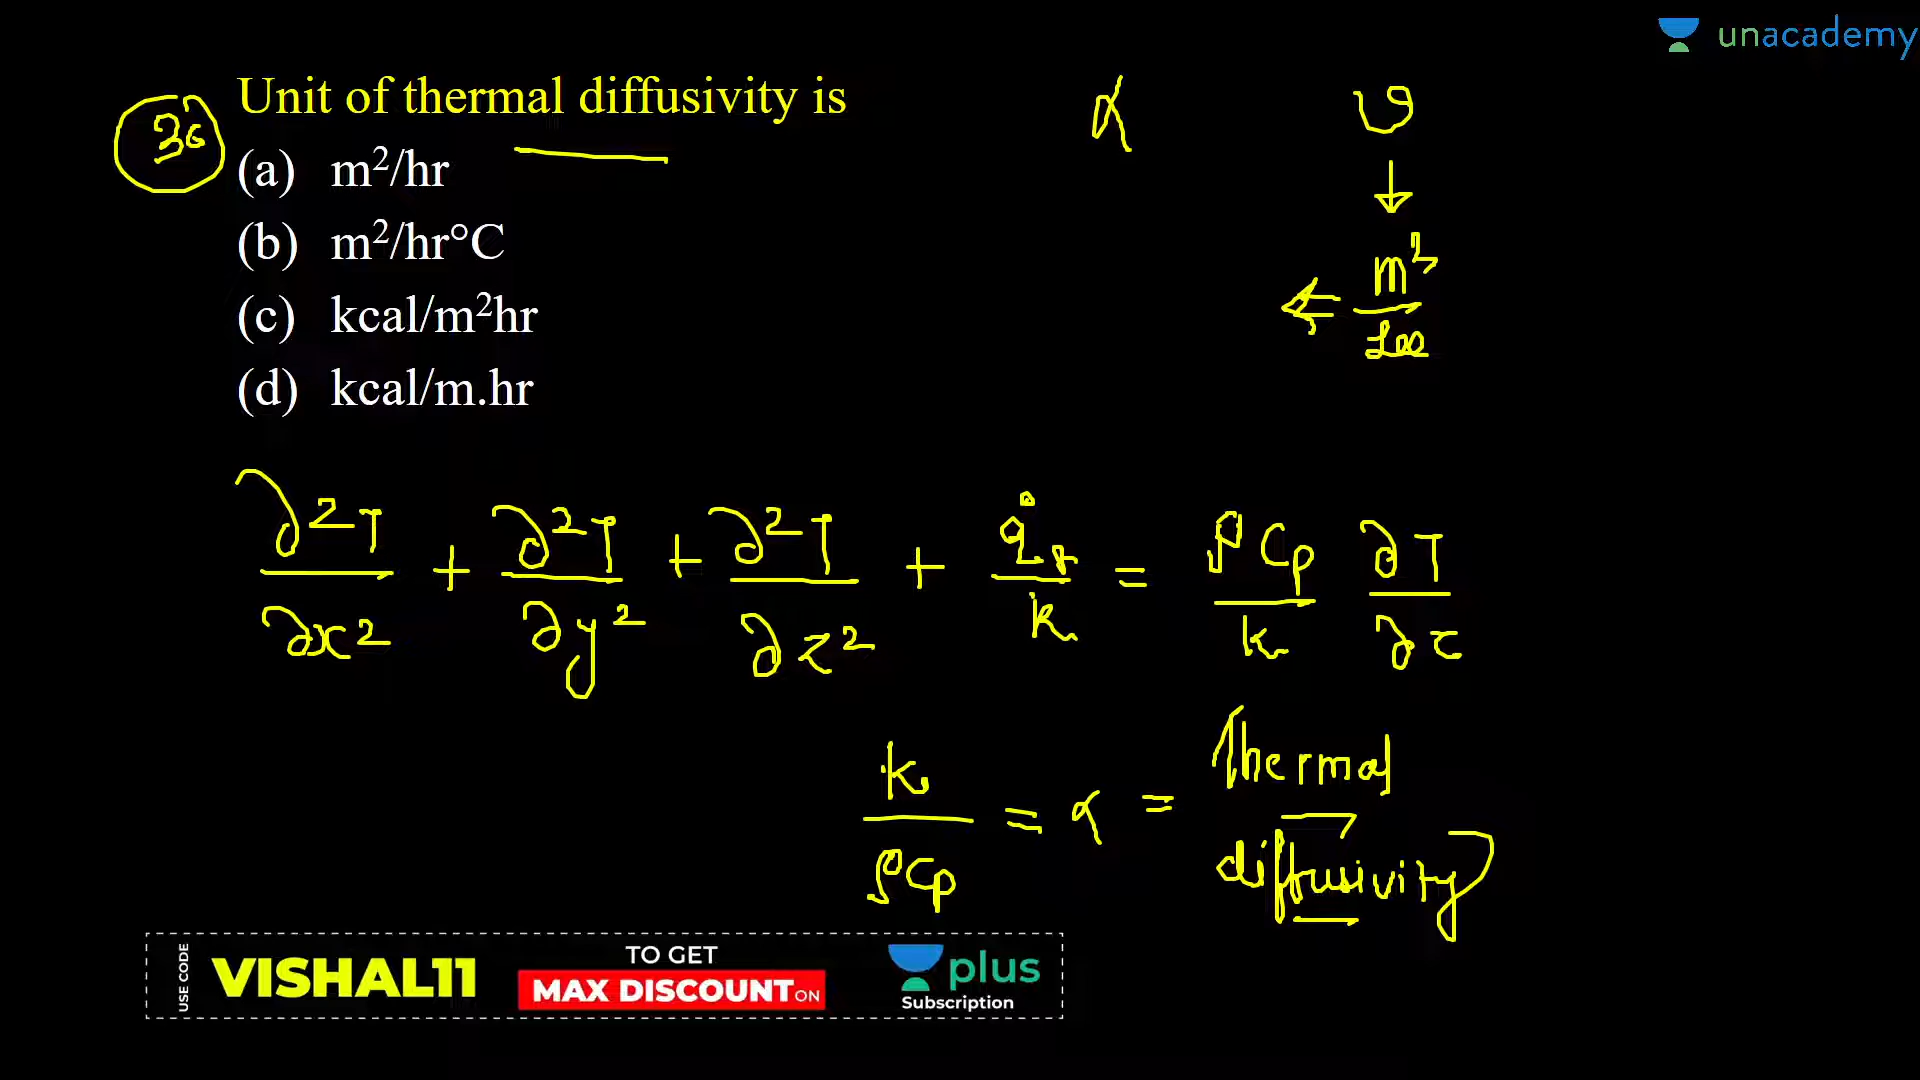 unacademy
36
Unit of thermal diffusivity is
(a) m²/hr
(b) m²/hr°C
(c) kcal/m²hr
(d) kcal/m.hr
α
ϑ
↓
← m²/Sec
∂²T/∂x² + ∂²T/∂y² + ∂²T/∂z² + q̇g/k = ρCp/k ∂T/∂τ
k/ρCp = α = Thermal
diffusivity
USE CODE
VISHAL11
TO GET
MAX DISCOUNT ON
plus
Subscription